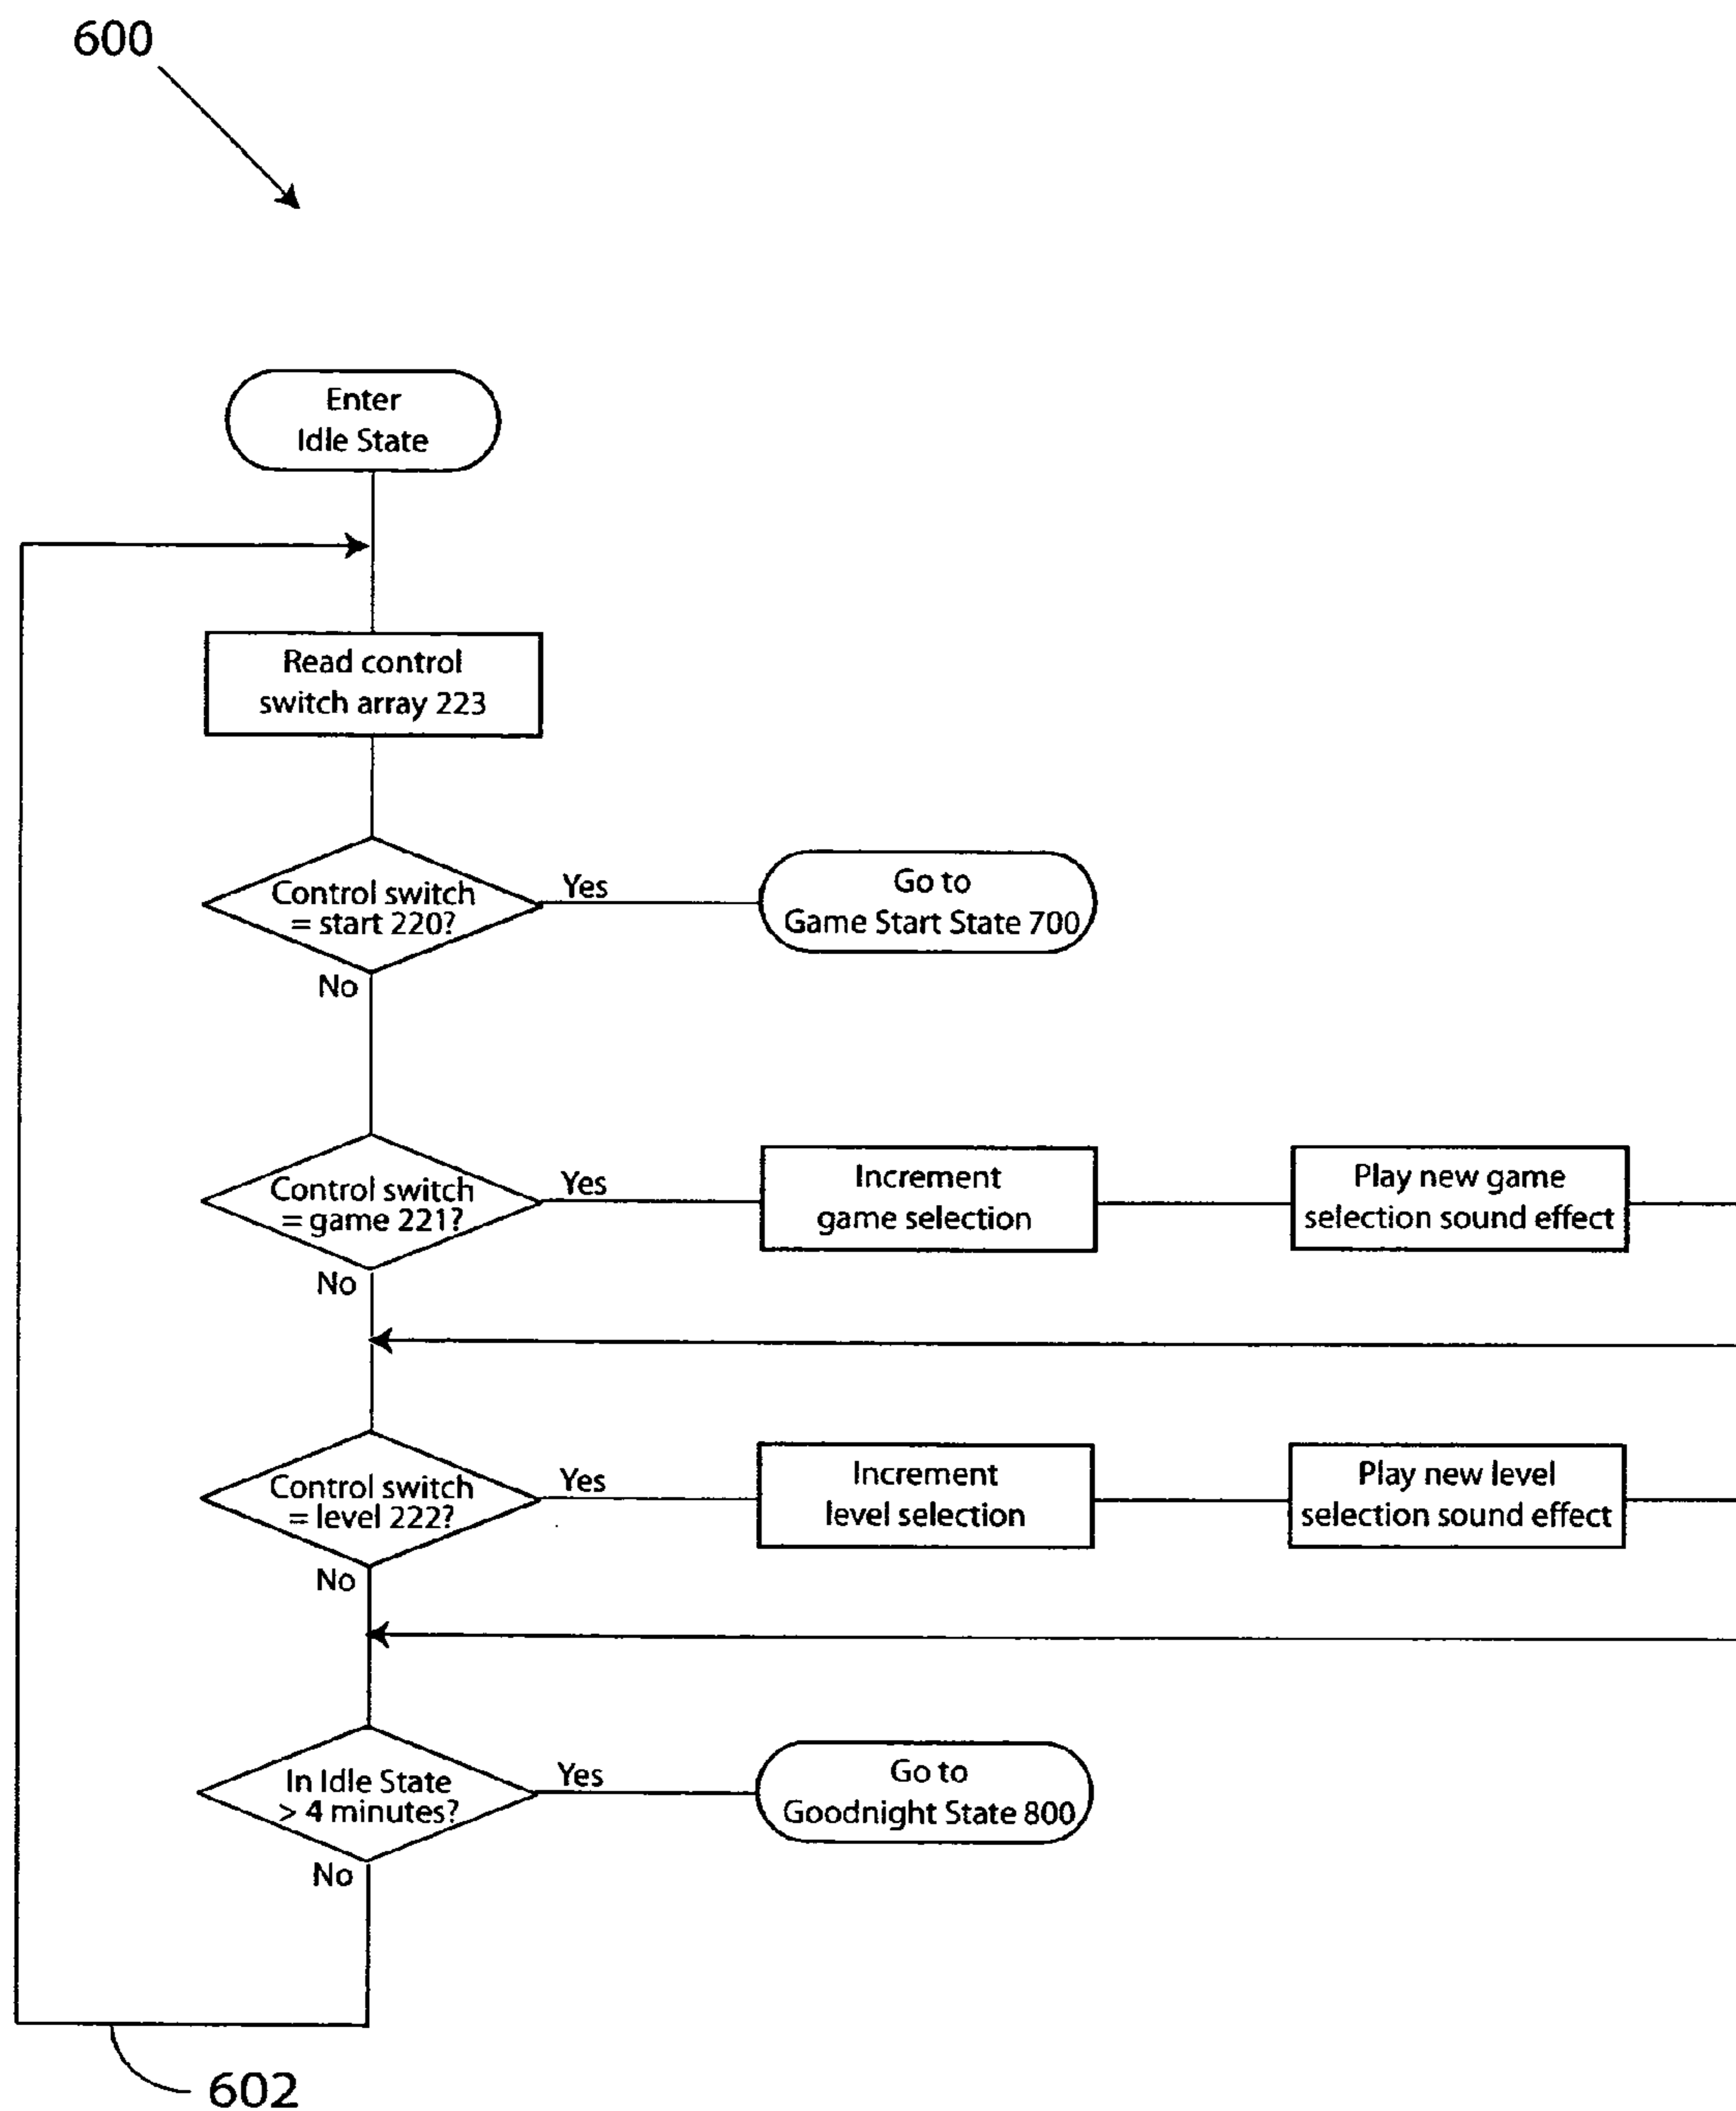 600
Enter
Idle State
Read control
switch array 223
Control switch
= start 220?
Yes
Go to
Game Start State 700
No
Control switch
= game 221?
Yes
Increment
game selection
Play new game
selection sound effect
No
Control switch
= level 222?
Yes
Increment
level selection
Play new level
selection sound effect
No
In Idle State
> 4 minutes?
Yes
Go to
Goodnight State 800
No
602